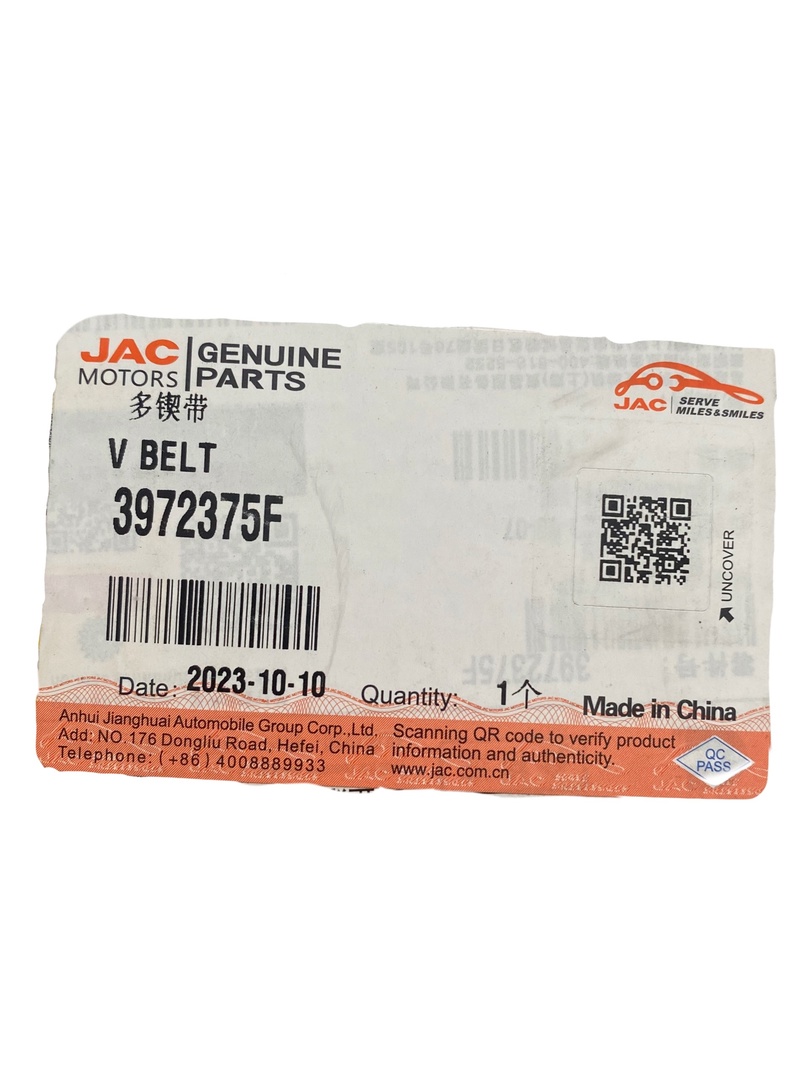 JAC
MOTORS
GENUINE
PARTS
JAC
SERVE
MILES & SMILES
多锲带
V BELT
3972375F
UNCOVER
Date: 2023-10-10
Quantity: 1个
Made in China
Anhui Jianghuai Automobile Group Corp.,Ltd,
Add: NO.176 Dongliu Road, Hefei, China
Telephone: (+86) 4008889933
Scanning QR code to verify product
information and authenticity.
www.jac.com.cn
QC
PASS